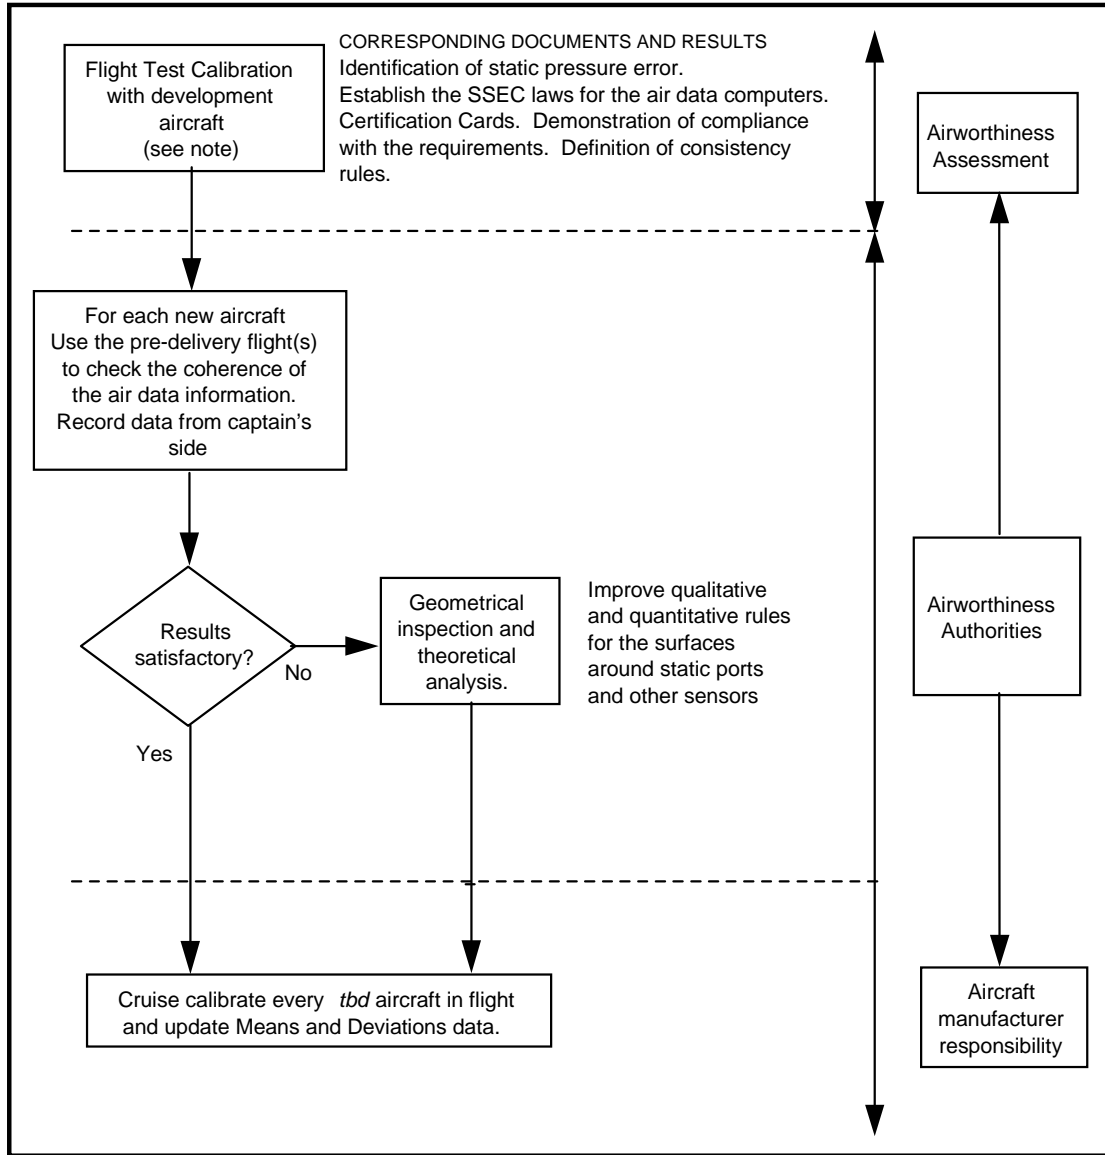 Flight Test Calibration
with development
aircraft
(see note)
CORRESPONDING DOCUMENTS AND RESULTS
Identification of static pressure error.
Establish the SSEC laws for the air data computers.
Certification Cards.  Demonstration of compliance
with the requirements.  Definition of consistency
rules.
Airworthiness
Assessment
For each new aircraft
Use the pre-delivery flight(s)
to check the coherence of
the air data information.
Record data from captain’s
side
Results
satisfactory?
No
Yes
Geometrical
inspection and
theoretical
analysis.
Improve qualitative
and quantitative rules
for the surfaces
around static ports
and other sensors
Airworthiness
Authorities
Cruise calibrate every tbd aircraft in flight
and update Means and Deviations data.
Aircraft
manufacturer
responsibility